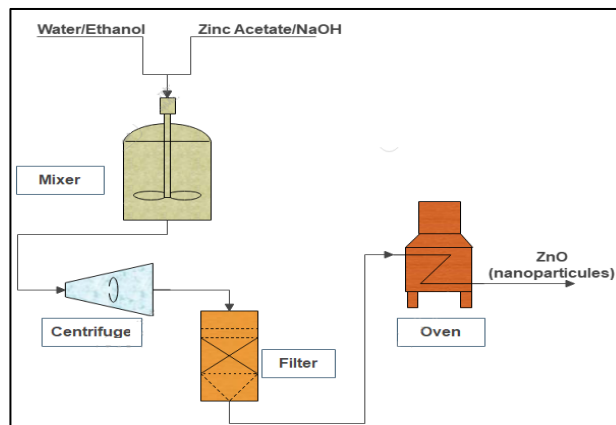 Water/Ethanol
Zinc Acetate/NaOH
Mixer
ZnO
(nanoparticules)
Centrifuge
Filter
Oven